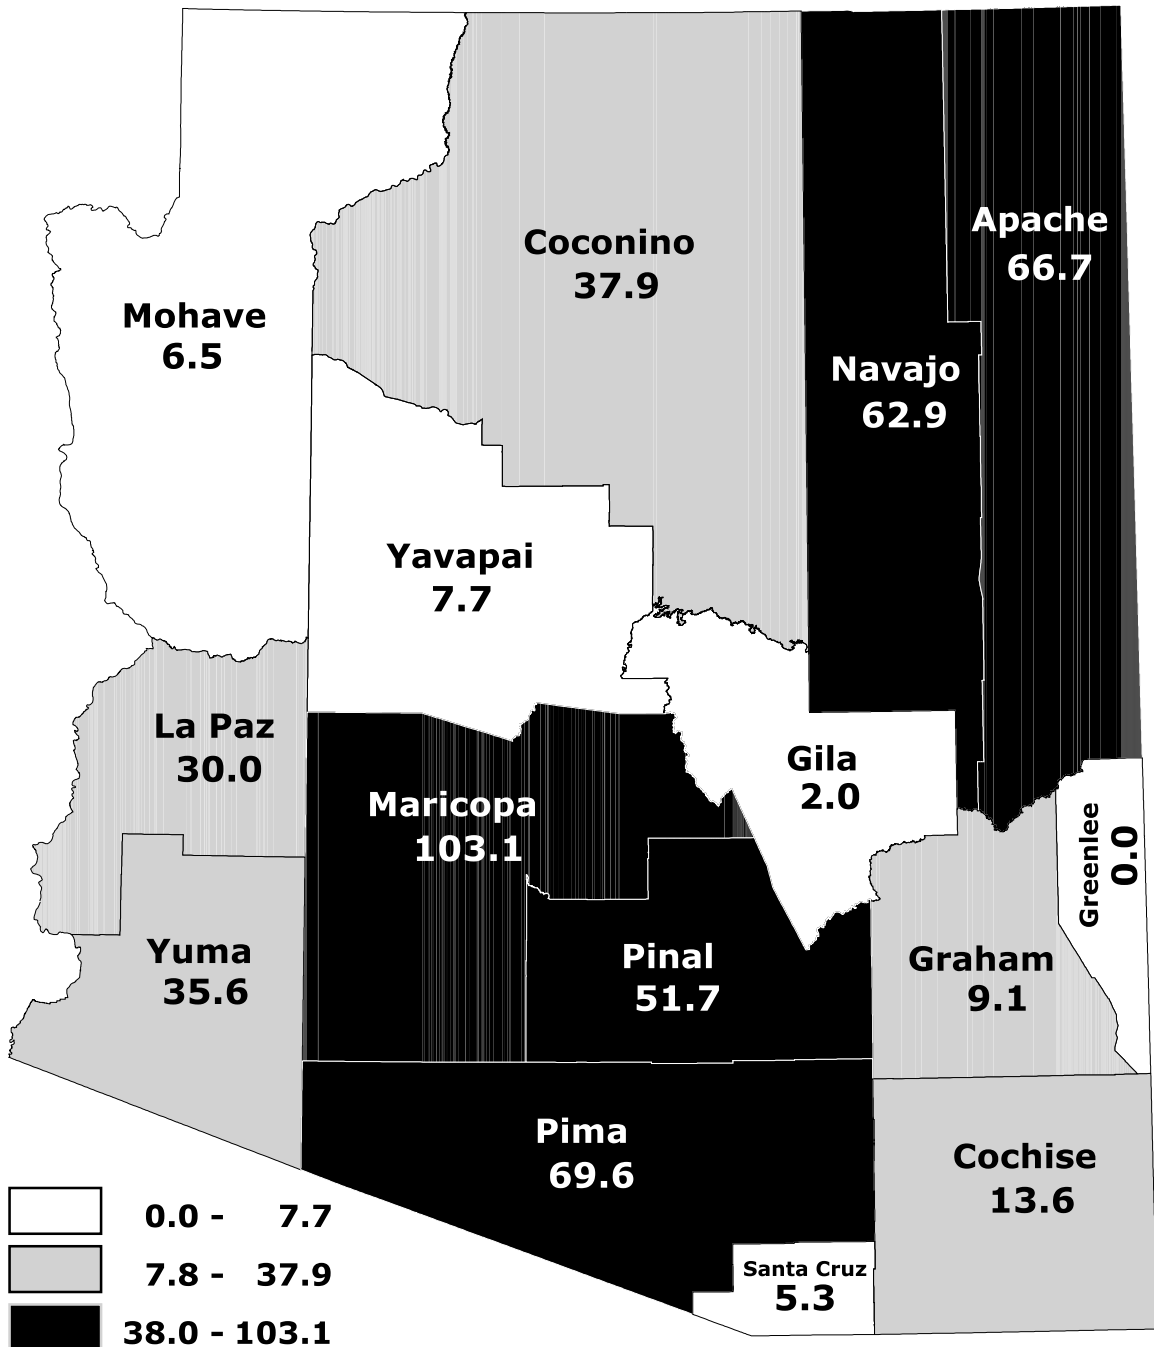 Apache
66.7
Coconino
37.9
Mohave
6.5
Navajo
62.9
Yavapai
7.7
La Paz
30.0
Gila
2.0
Maricopa
103.1
Greenlee
0.0
Yuma
35.6
Pinal
51.7
Graham
9.1
Pima
69.6
Cochise
13.6
Santa Cruz
5.3
0.0 - 7.7
7.8 - 37.9
38.0 - 103.1